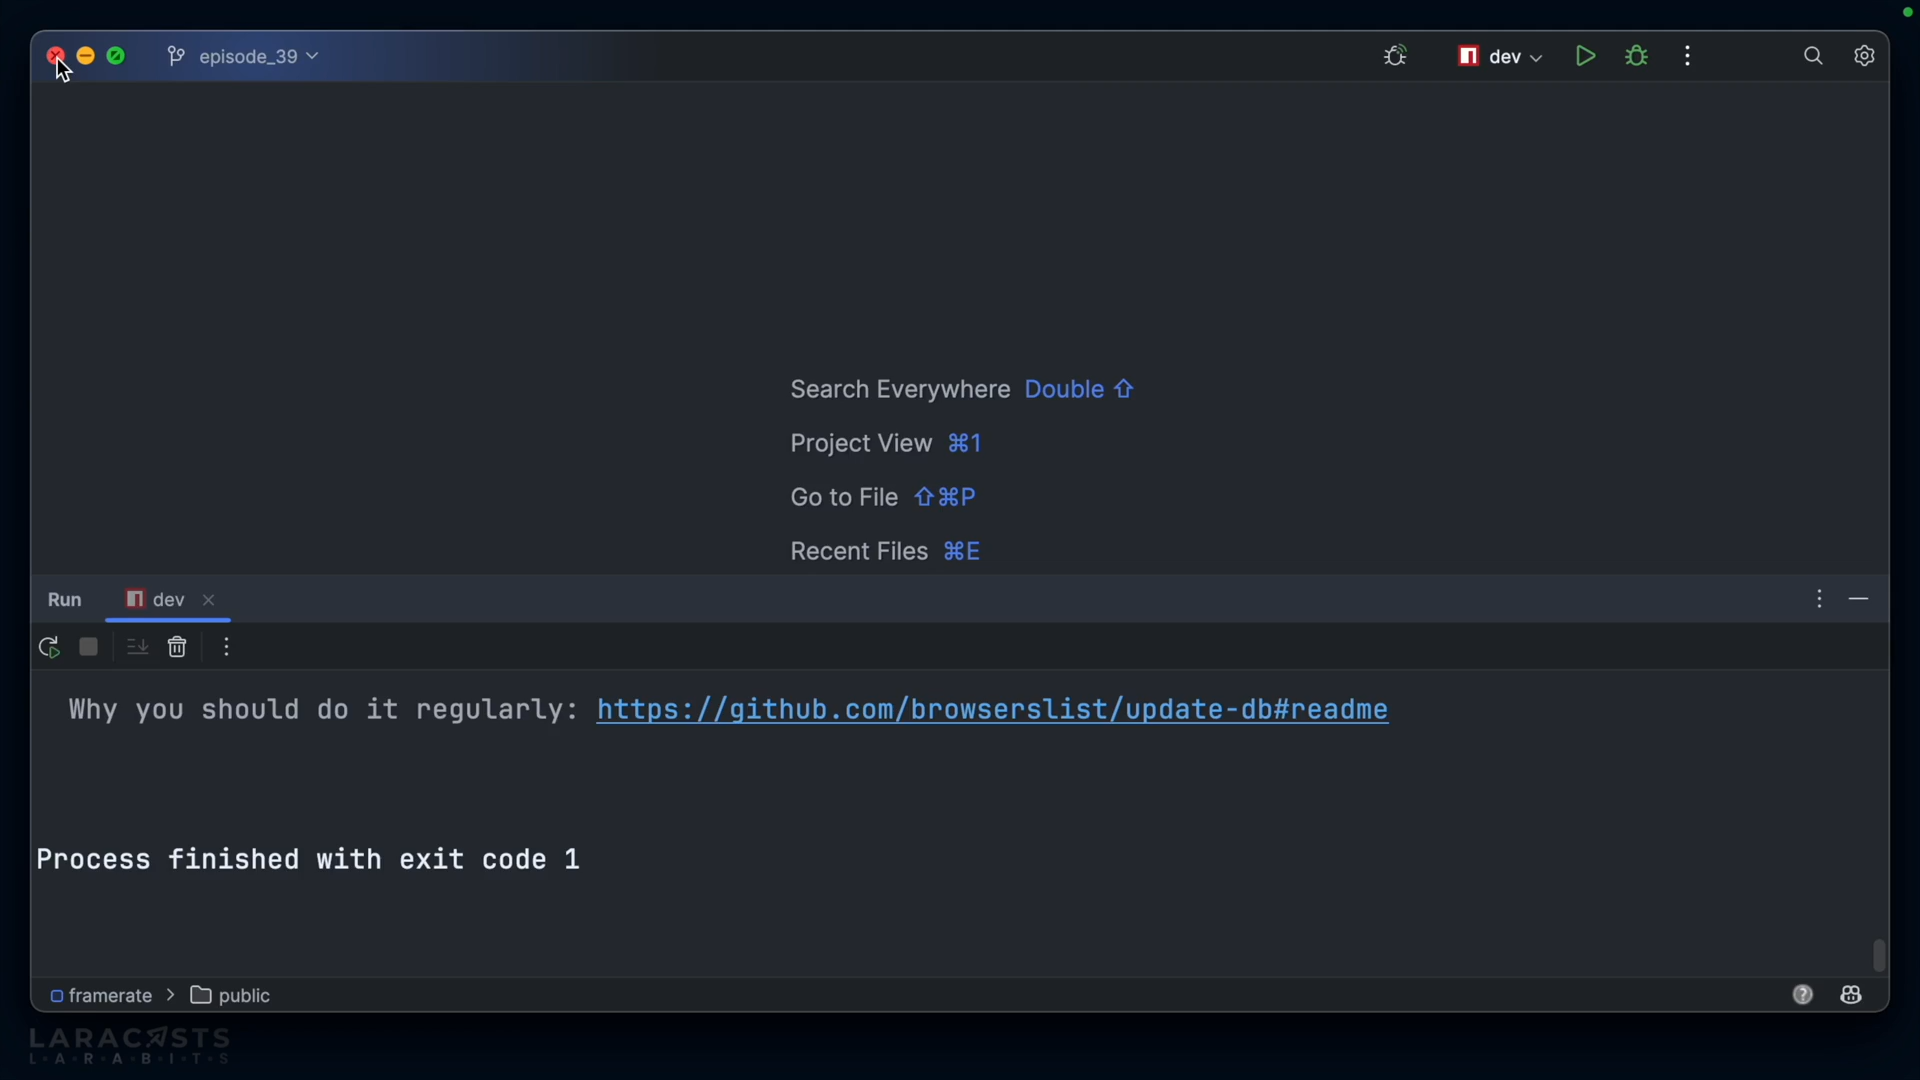 episode_39
dev
Search Everywhere Double ⇧
Project View ⌘1
Go to File ⇧⌘P
Recent Files ⌘E
Run
dev
Why you should do it regularly: https://github.com/browserslist/update-db#readme
Process finished with exit code 1
framerate > public
LARACASTS
L·A·R·A·B·I·T·S